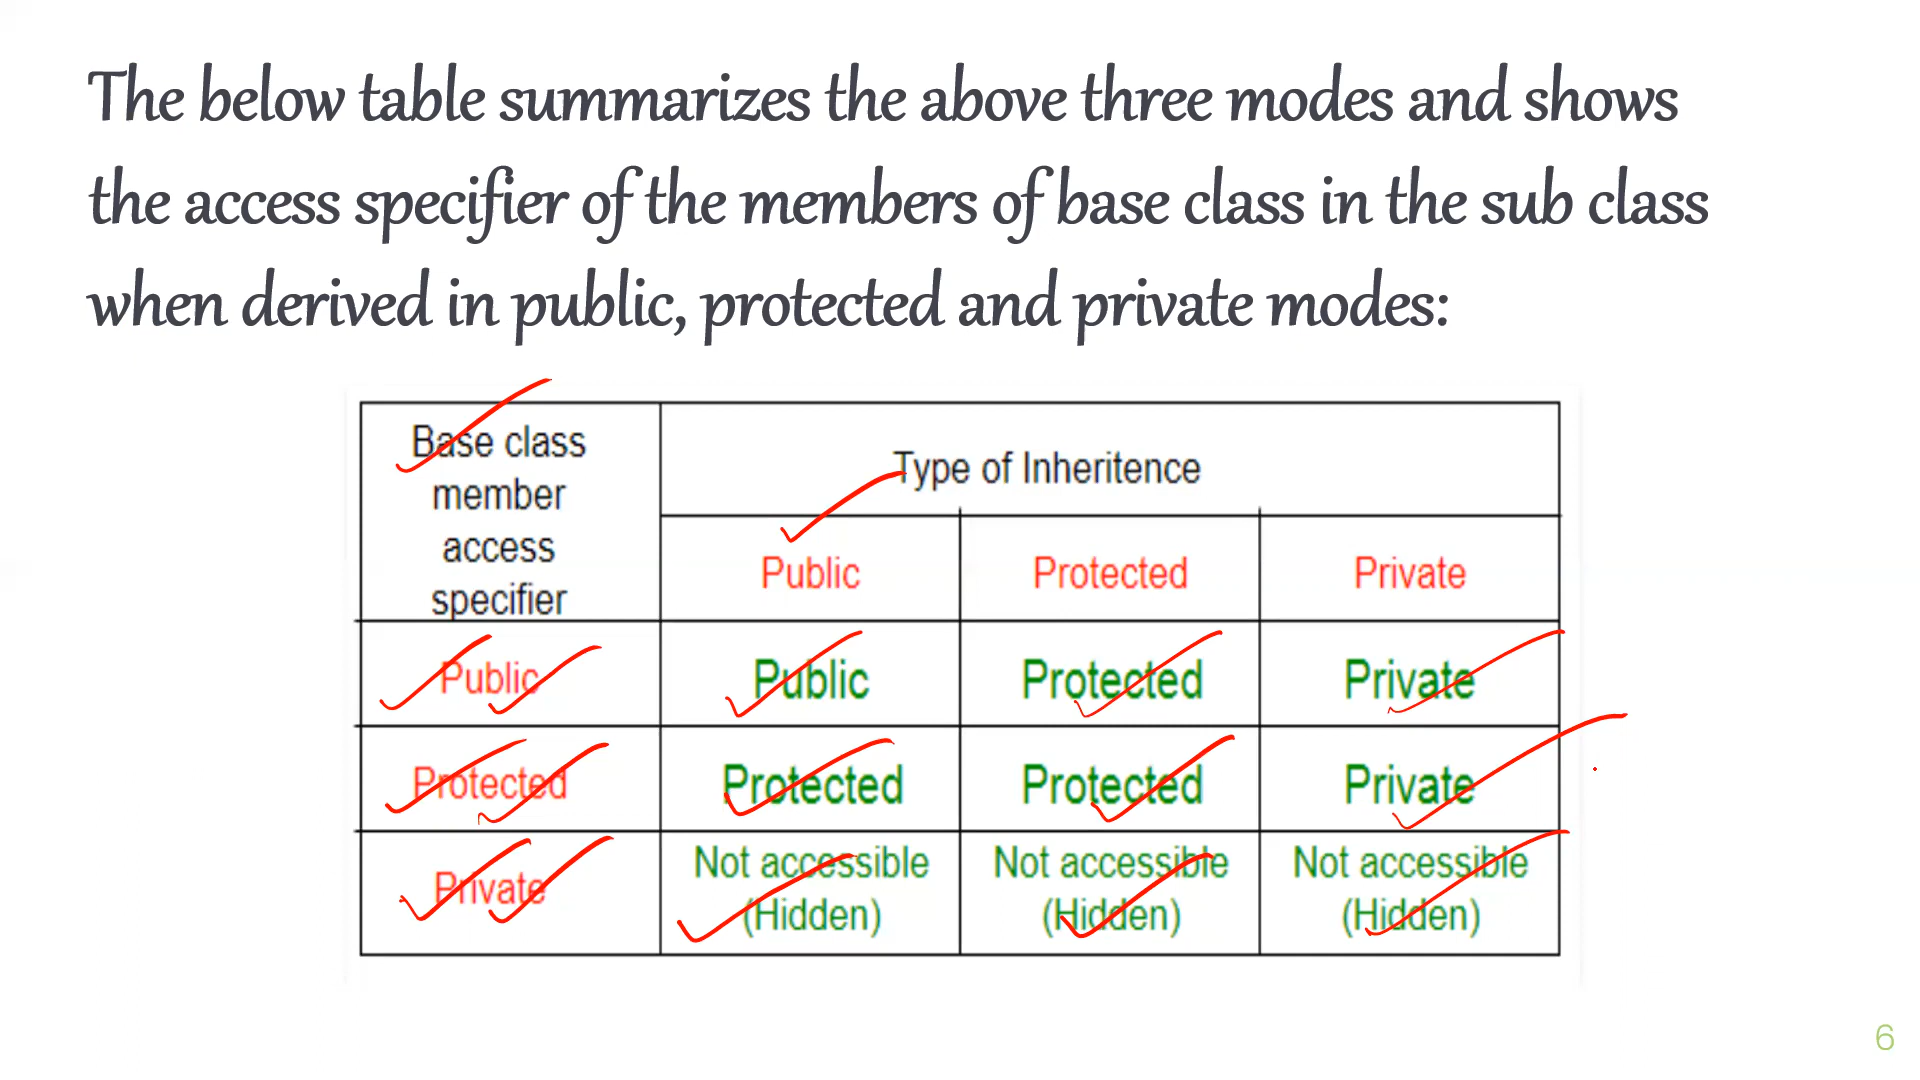 The below table summarizes the above three modes and shows
the access specifier of the members of base class in the sub class
when derived in public, protected and private modes:
Base class
member
access
specifier
Type of Inheritence
Public
Protected
Private
Public
Public
Protected
Private
Protected
Protected
Protected
Private
Private
Not accessible
(Hidden)
Not accessible
(Hidden)
Not accessible
(Hidden)
6